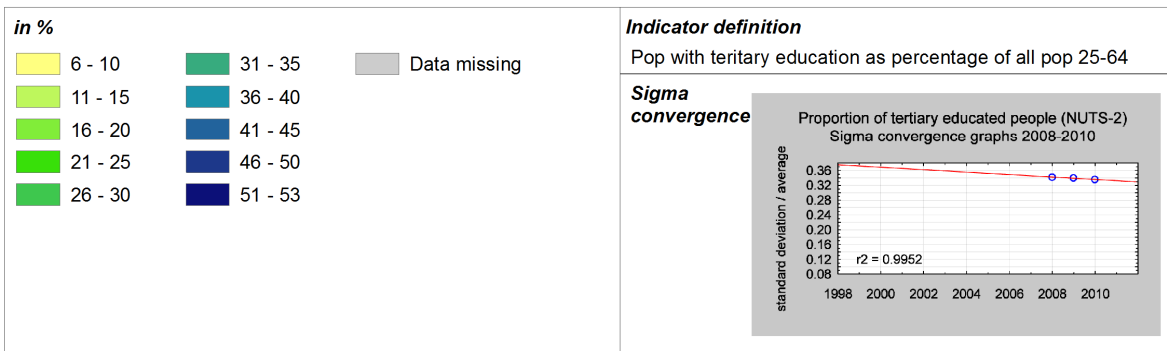 in %
6 - 10
11 - 15
16 - 20
21 - 25
26 - 30
31 - 35
36 - 40
41 - 45
46 - 50
51 - 53
Data missing
Indicator definition
Pop with teritary education as percentage of all pop 25-64
Sigma
convergence
Proportion of tertiary educated people (NUTS-2)
Sigma convergence graphs 2008-2010
standard deviation / average
0.36
0.32
0.28
0.24
0.20
0.16
0.12
0.08
r2 = 0.9952
1998 2000 2002 2004 2006 2008 2010